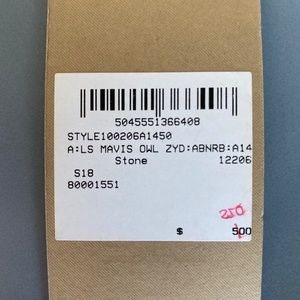 5045551366408
STYLE100206A1450
A:LS MAVIS OWL ZYD:ABNRB:A14
Stone 12206
S18
80001551
250
$ 500